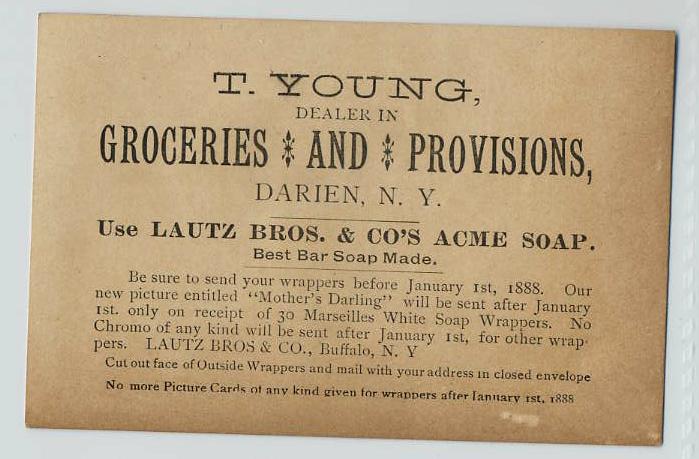 T. YOUNG,
DEALER IN
GROCERIES AND PROVISIONS,
DARIEN, N. Y.
Use LAUTZ BROS. & CO'S ACME SOAP.
Best Bar Soap Made.
Be sure to send your wrappers before January 1st, 1888. Our
new picture entitled "Mother's Darling" will be sent after January
1st. only on receipt of 30 Marseilles White Soap Wrappers. No
Chromo of any kind will be sent after January 1st, for other wrap-
pers. LAUTZ BROS & CO., Buffalo, N. Y
Cut out face of Outside Wrappers and mail with your address in closed envelope
No more Picture Cards of any kind given for wrappers after January 1st, 1888